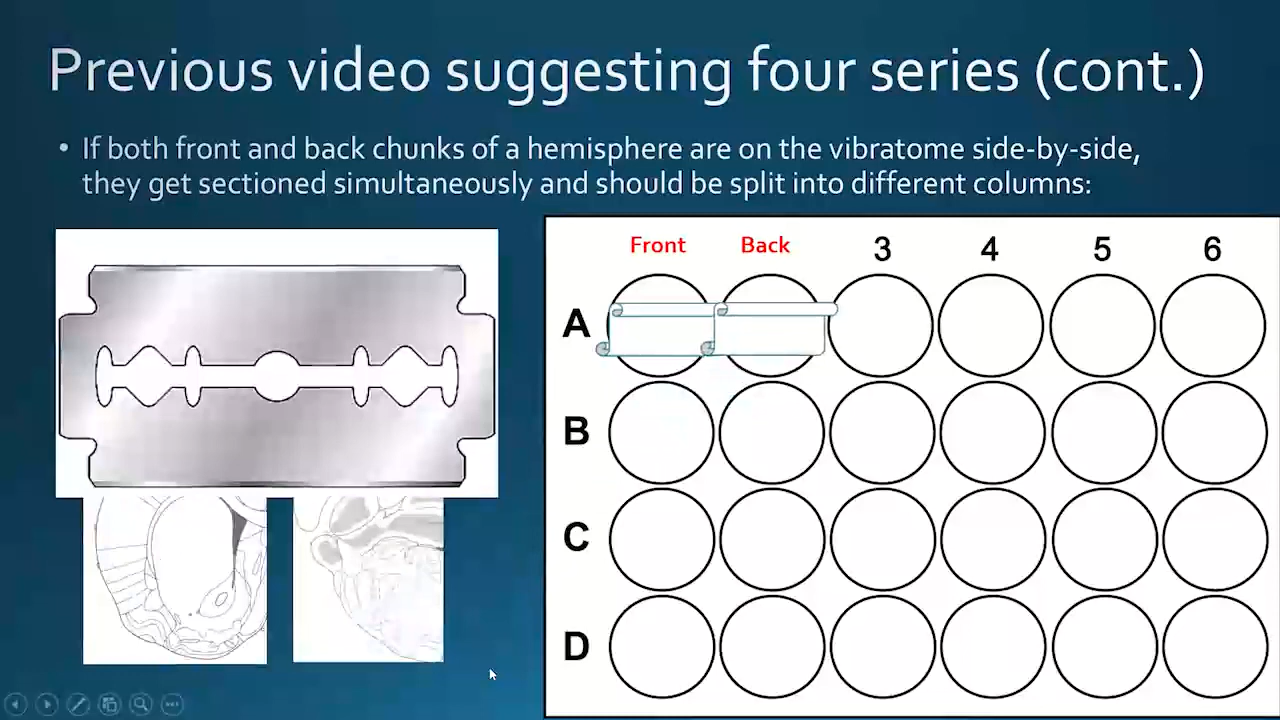 Previous video suggesting four series (cont.)
• If both front and back chunks of a hemisphere are on the vibratome side-by-side,
they get sectioned simultaneously and should be split into different columns:
Front Back 3 4 5 6
A
B
C
D